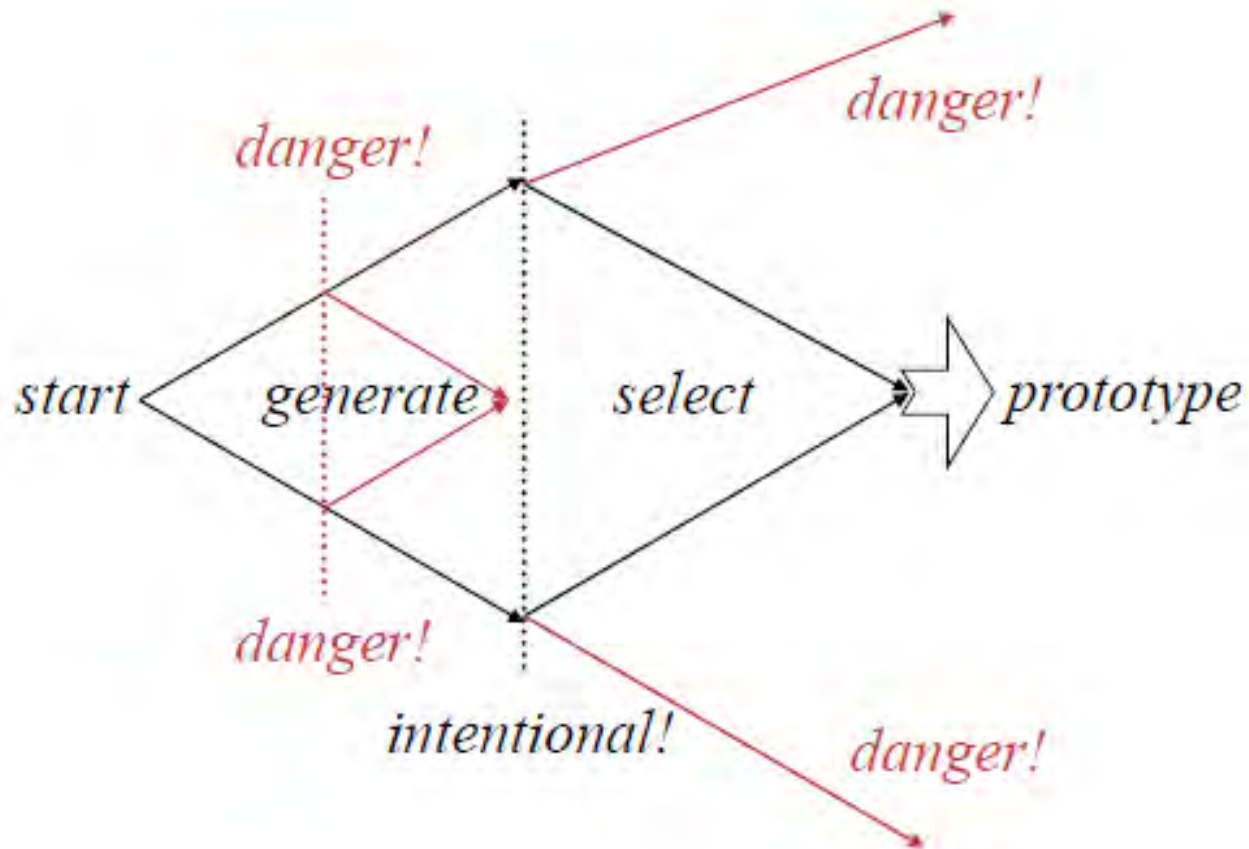 danger!
danger!
start
generate
select
prototype
danger!
intentional!
danger!